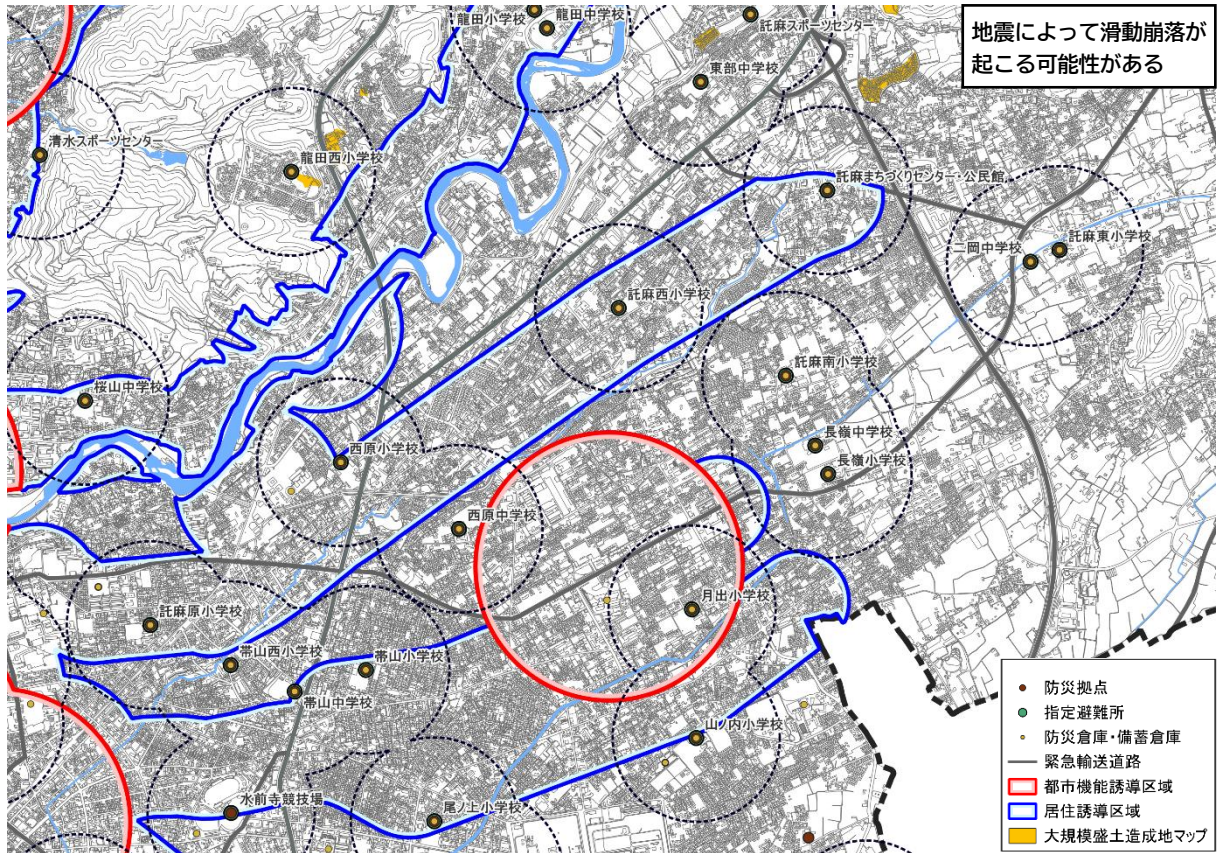 龍田小学校
龍田中学校
託麻スポーツセンター
地震によって滑動崩落が
起こる可能性がある
東部中学校
清水スポーツセンター
龍田西小学校
託麻まちづくりセンター・公民館
託麻東小学校
二岡中学校
託麻西小学校
託麻南小学校
桜山中学校
長嶺中学校
西原小学校
長嶺小学校
西原中学校
月出小学校
託麻原小学校
帯山西小学校
帯山小学校
帯山中学校
山ノ内小学校
水前寺競技場
尾ノ上小学校
防災拠点
指定避難所
防災倉庫・備蓄倉庫
緊急輸送道路
都市機能誘導区域
居住誘導区域
大規模盛土造成地マップ